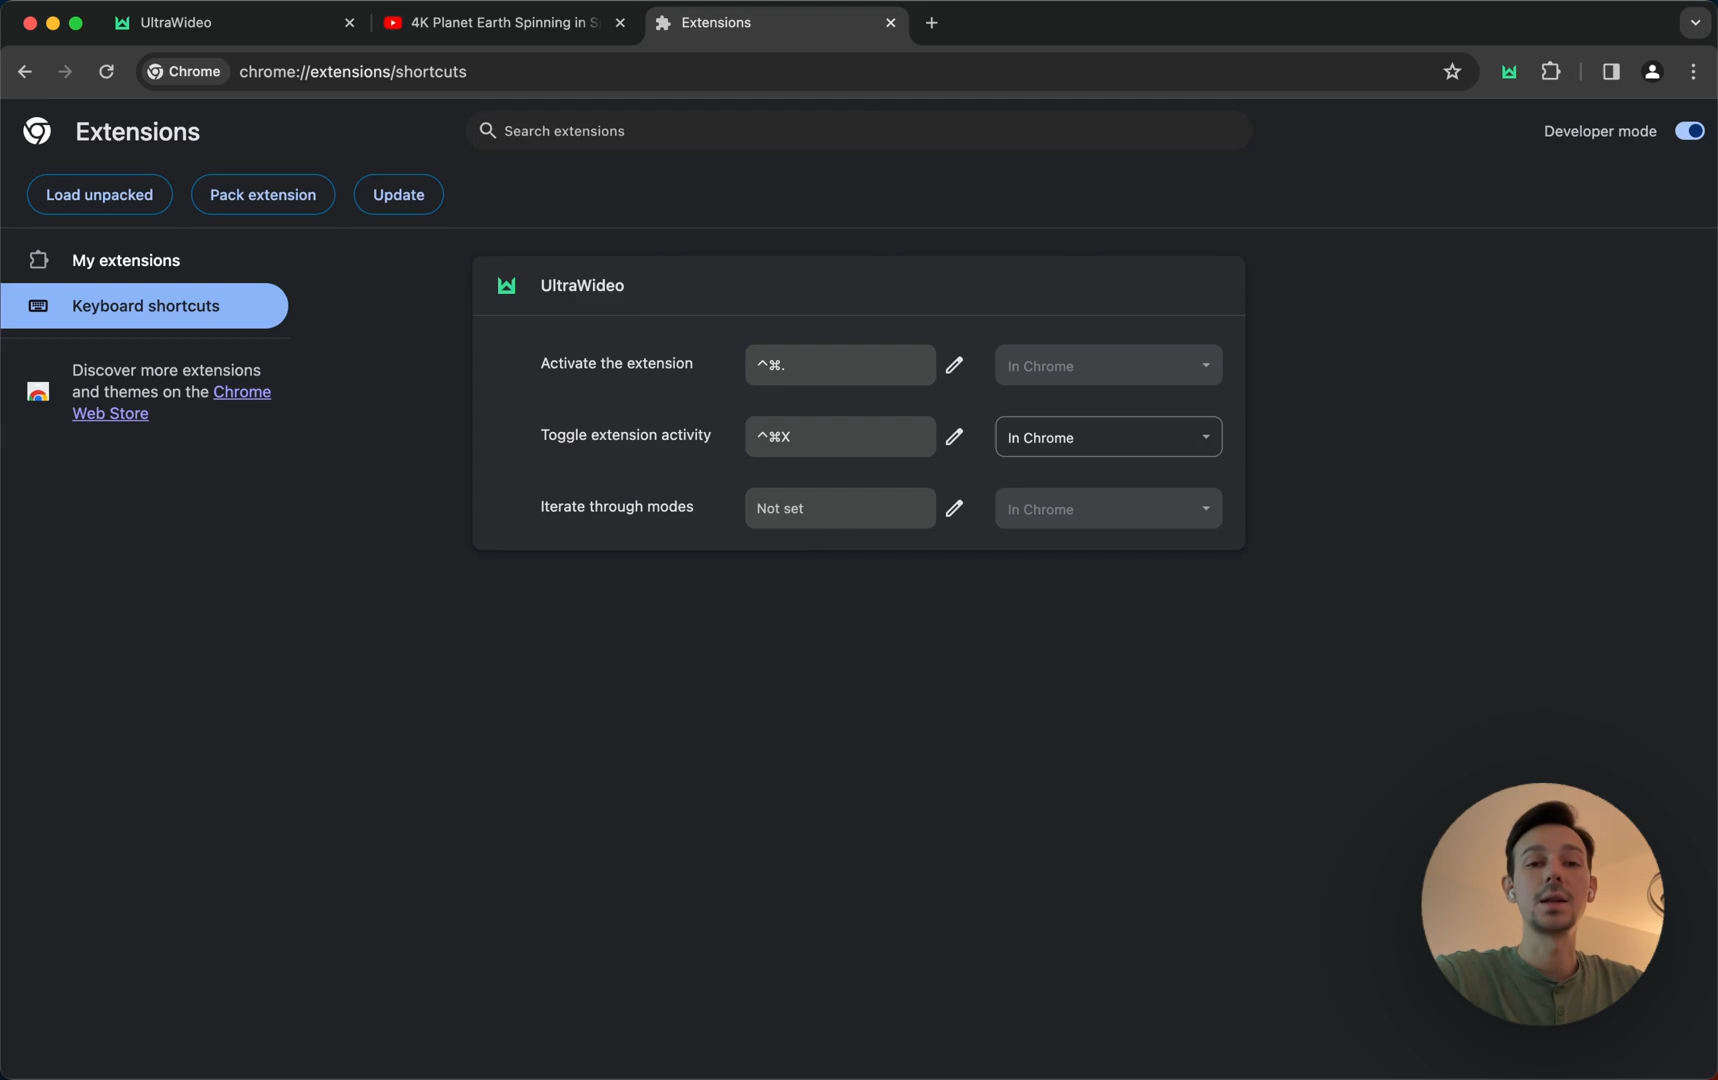 UltraWideo
4K Planet Earth Spinning in S
Extensions
Chrome
chrome://extensions/shortcuts
Extensions
Search extensions
Developer mode
Load unpacked
Pack extension
Update
My extensions
Keyboard shortcuts
Discover more extensions
and themes on the Chrome
Web Store
UltraWideo
Activate the extension
^⌘.
In Chrome
Toggle extension activity
^⌘X
In Chrome
Iterate through modes
Not set
In Chrome